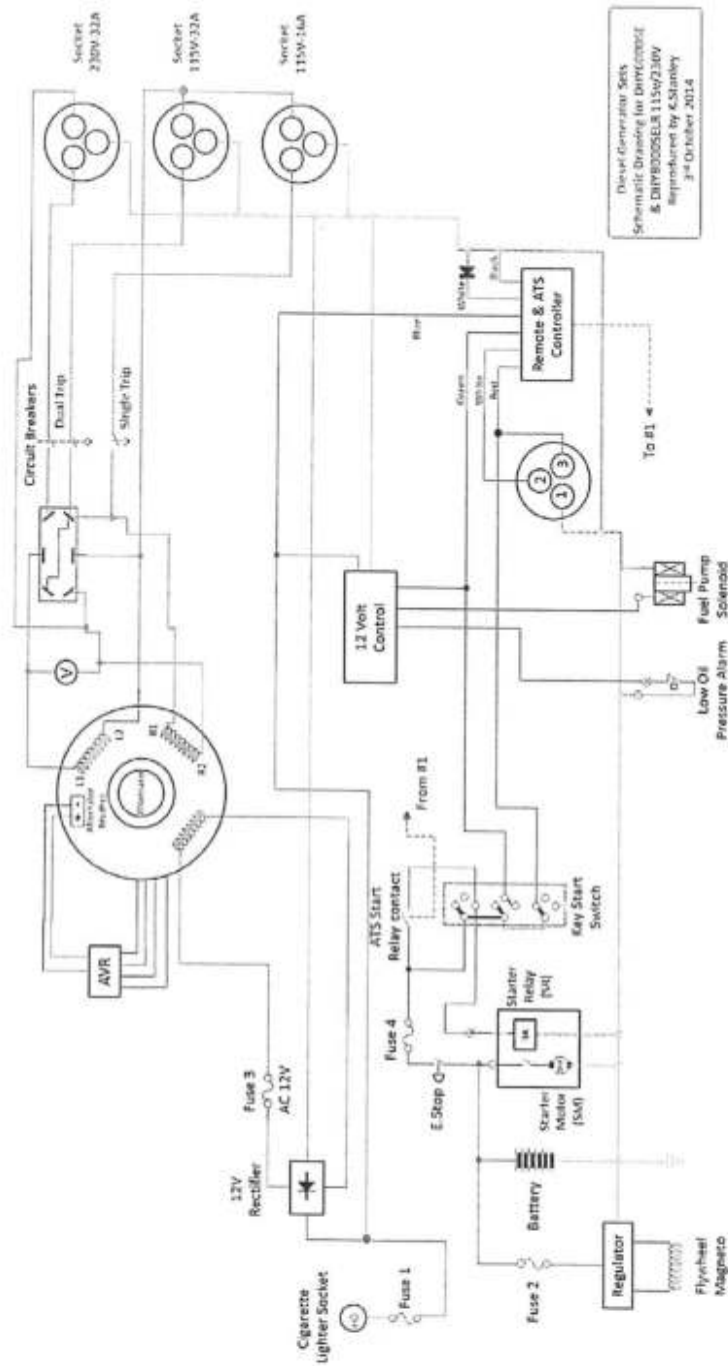 Socket
230V-32A
Socket
115V-32A
Socket
115V-16A
Circuit Breakers
Dual Trip
Single Trip
V
L1
L2
Alternator
AVR
12V
Rectifier
Fuse 3
AC 12V
Cigarette
Lighter Socket
Fuse 1
ATS Start
Relay contact
From #1
12 Volt
Control
Blue
Green
White
Red
White
Black
Remote & ATS
Controller
To #1
1
2
3
Fuse 4
E.Stop
Key Start
Switch
Starter
Relay
(SR)
SR
Starter
Motor
(SM)
Battery
Fuse 2
Regulator
Flywheel
Magneto
Low Oil
Pressure Alarm
Fuel Pump
Solenoid
Diesel Generator Sets
Schematic Drawing for
& DHY8000SELR 115v/230V
Reproduced by K.Stanley
3rd October 2014